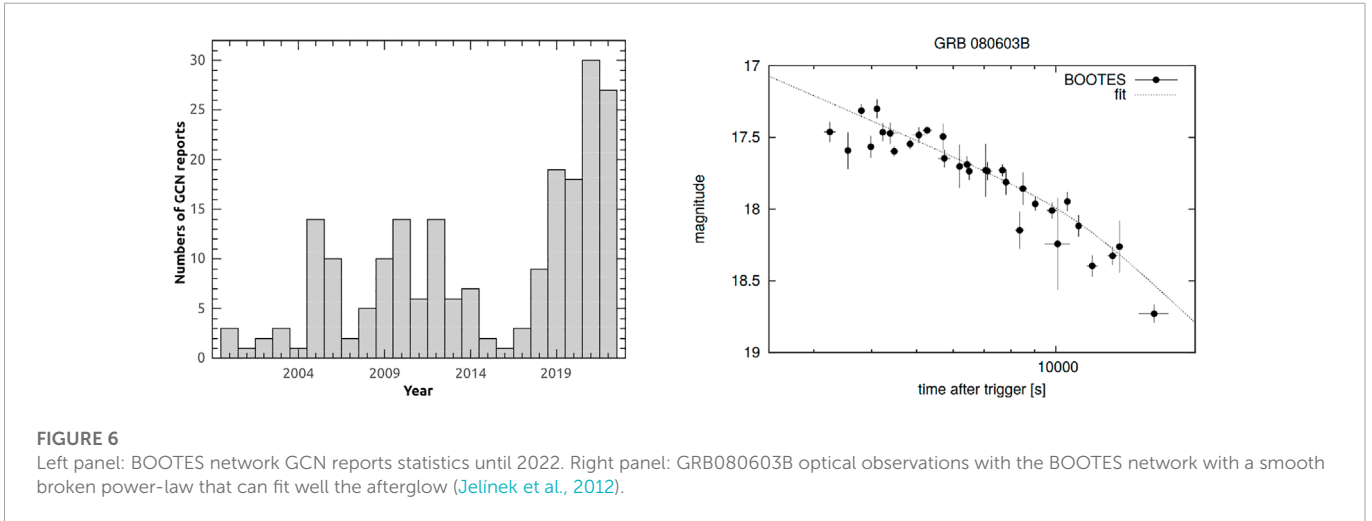 Numbers of GCN reports
30
25
20
15
10
5
0
2004 2009 2014 2019
Year
GRB 080603B
BOOTES
fit
magnitude
17
17.5
18
18.5
19
10000
time after trigger [s]
FIGURE 6
Left panel: BOOTES network GCN reports statistics until 2022. Right panel: GRB080603B optical observations with the BOOTES network with a smooth
broken power-law that can fit well the afterglow (Jelínek et al., 2012).